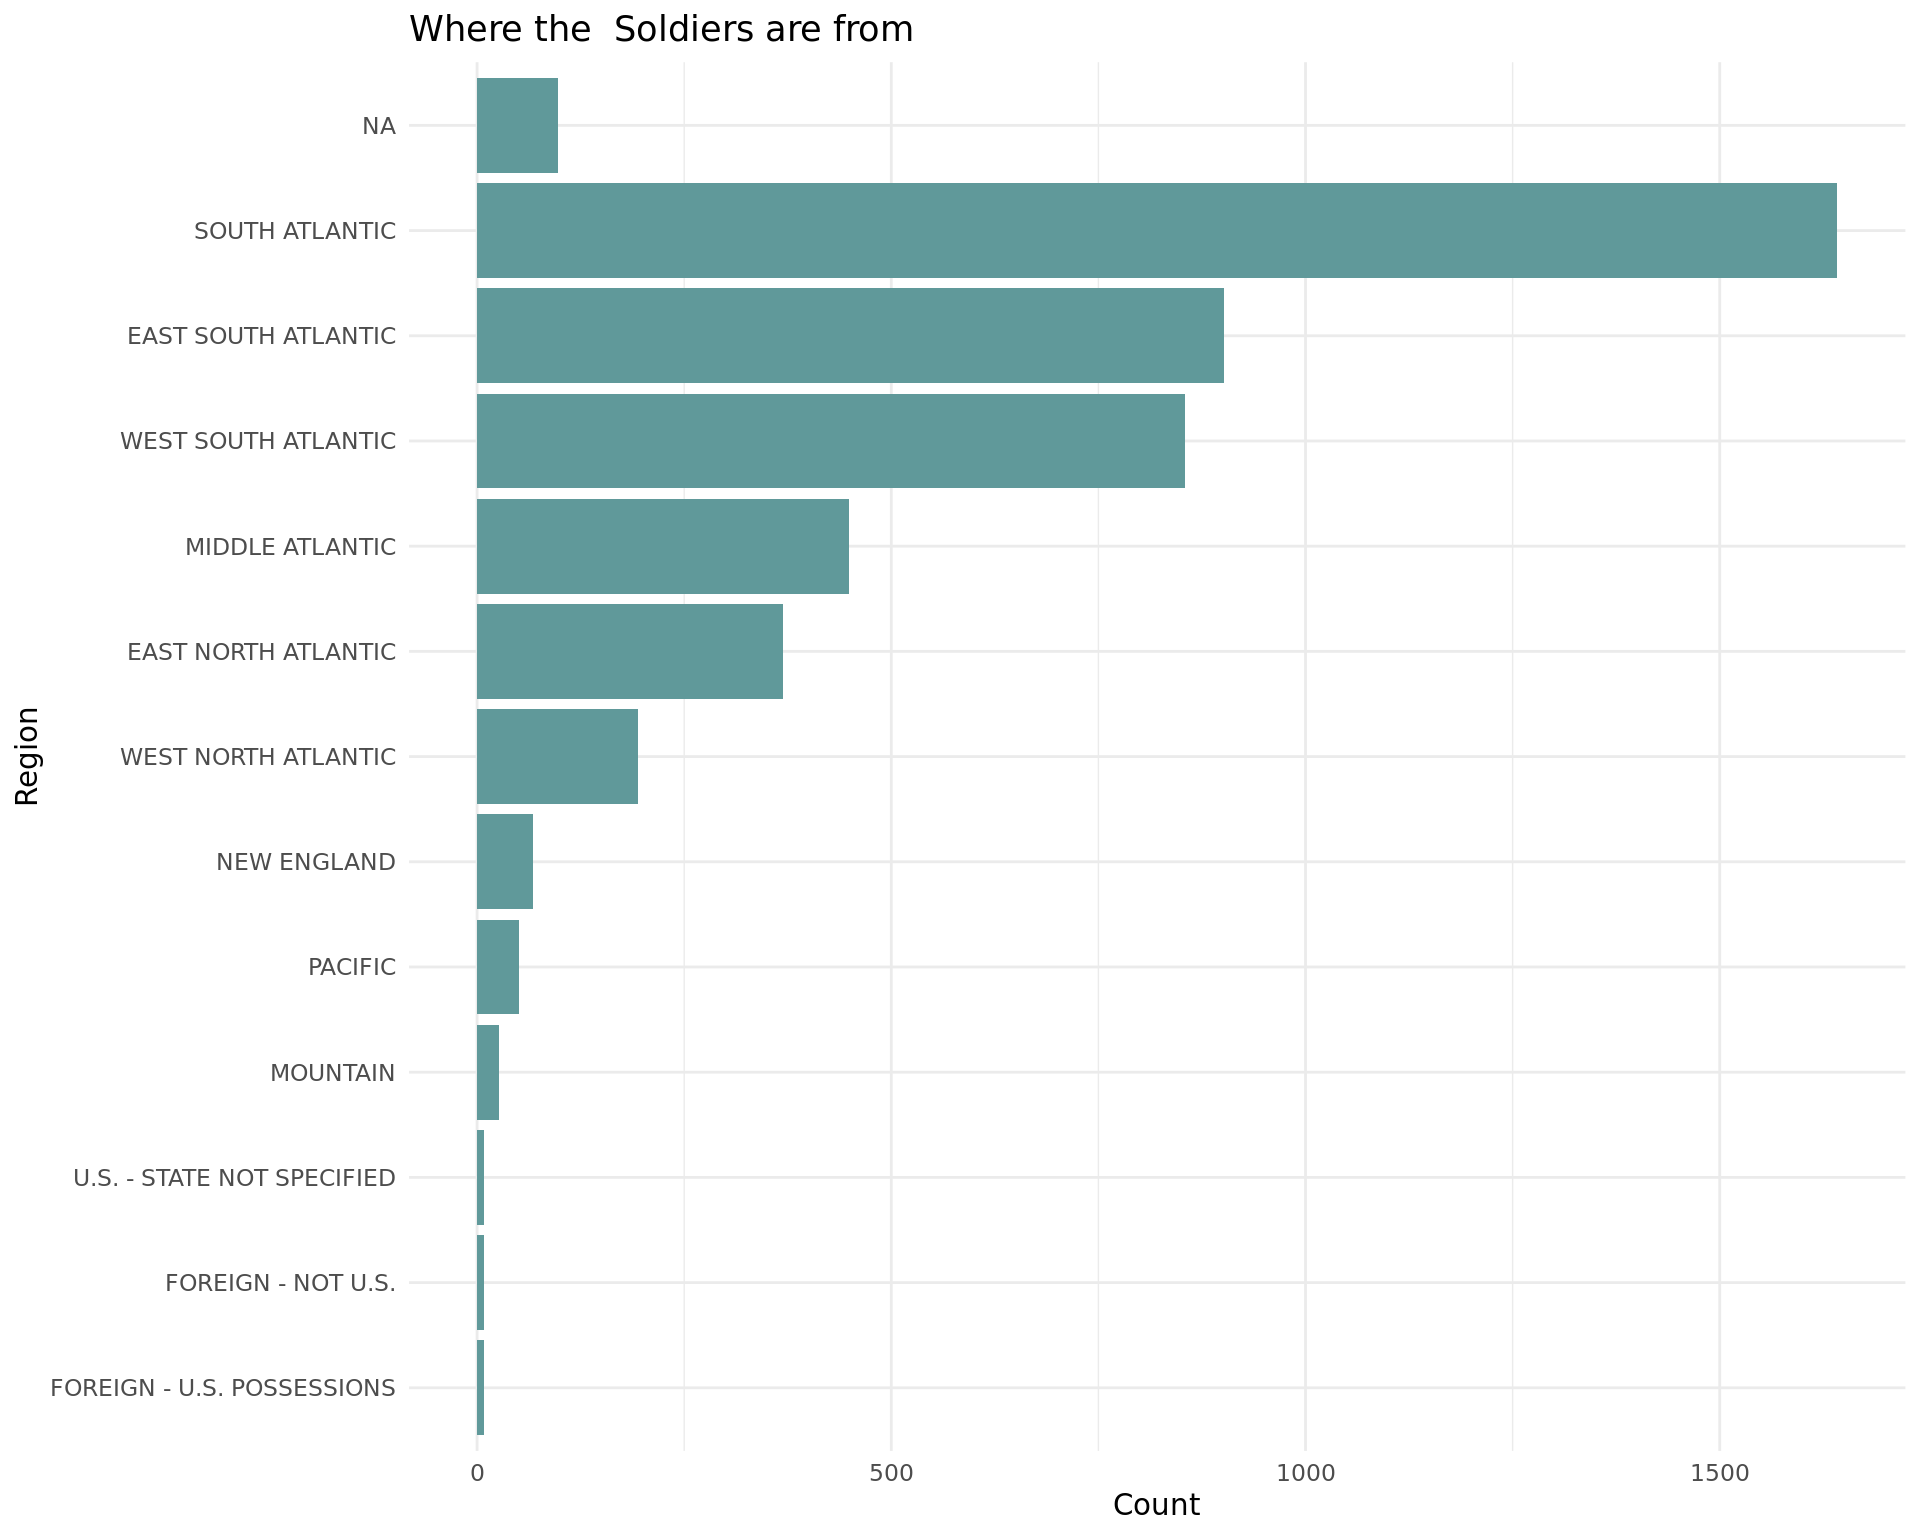 Where the  Soldiers are from
Region
NA
SOUTH ATLANTIC
EAST SOUTH ATLANTIC
WEST SOUTH ATLANTIC
MIDDLE ATLANTIC
EAST NORTH ATLANTIC
WEST NORTH ATLANTIC
NEW ENGLAND
PACIFIC
MOUNTAIN
U.S. - STATE NOT SPECIFIED
FOREIGN - NOT U.S.
FOREIGN - U.S. POSSESSIONS
0 500 1000 1500
Count